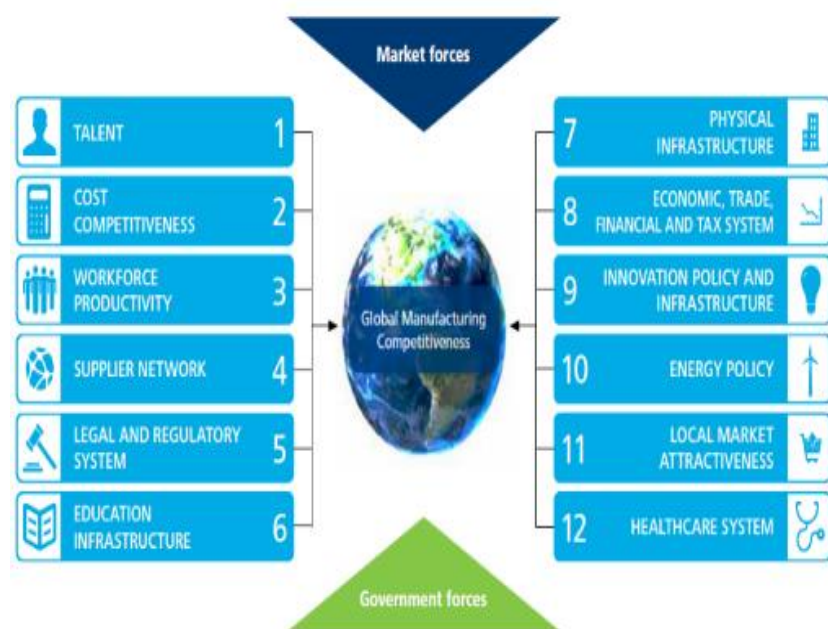 Market forces
TALENT 1
COST
COMPETITIVENESS 2
WORKFORCE
PRODUCTIVITY 3
SUPPLIER NETWORK 4
LEGAL AND REGULATORY
SYSTEM 5
EDUCATION
INFRASTRUCTURE 6
Global Manufacturing
Competitiveness
7 PHYSICAL
INFRASTRUCTURE
8 ECONOMIC, TRADE,
FINANCIAL AND TAX SYSTEM
9 INNOVATION POLICY AND
INFRASTRUCTURE
10 ENERGY POLICY
11 LOCAL MARKET
ATTRACTIVENESS
12 HEALTHCARE SYSTEM
Government forces